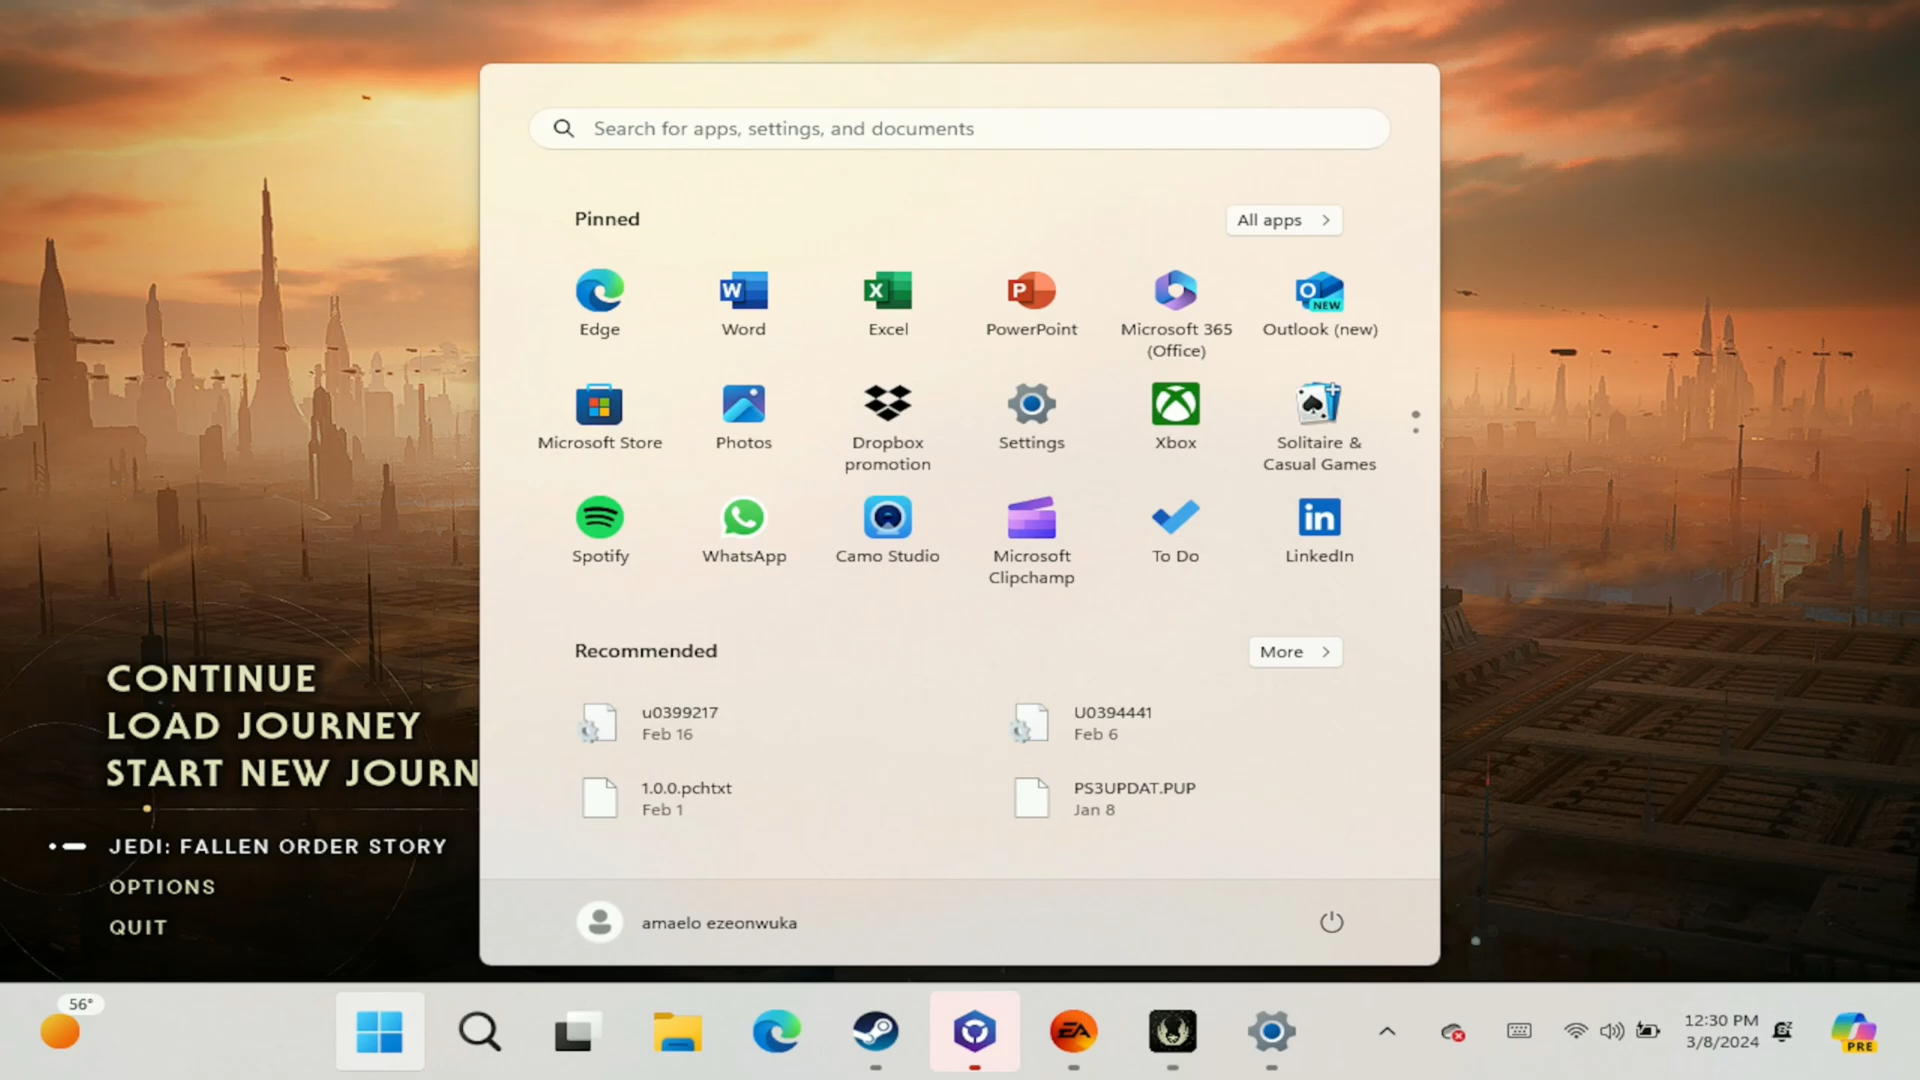 Search for apps, settings, and documents
Pinned
All apps
Edge
Word
Excel
PowerPoint
Microsoft 365
(Office)
Outlook (new)
Microsoft Store
Photos
Dropbox
promotion
Settings
Xbox
Solitaire &
Casual Games
Spotify
WhatsApp
Camo Studio
Microsoft
Clipchamp
To Do
LinkedIn
Recommended
More
u0399217
Feb 16
U0394441
Feb 6
1.0.0.pchtxt
Feb 1
PS3UPDAT.PUP
Jan 8
amaelo ezeonwuka
CONTINUE
LOAD JOURNEY
START NEW JOURN
JEDI: FALLEN ORDER STORY
OPTIONS
QUIT
56°
EA
12:30 PM
3/8/2024
PRE
W
X
P
O
NEW
in